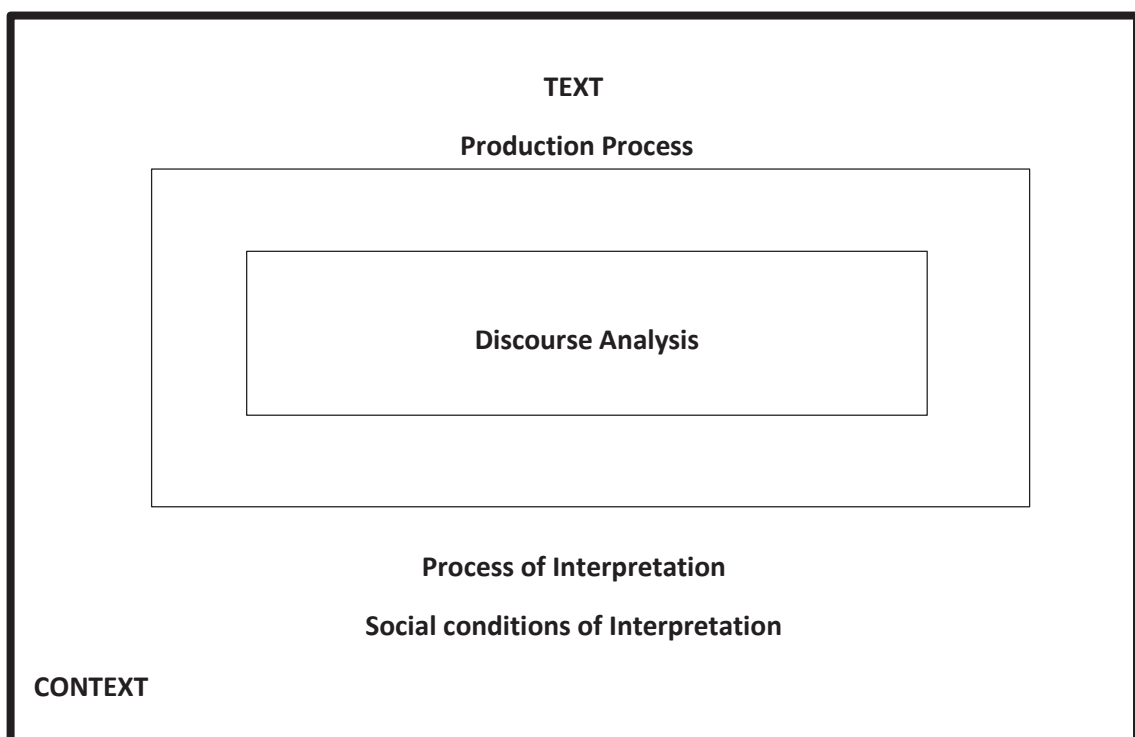 TEXT
Production Process
Discourse Analysis
Process of Interpretation
Social conditions of Interpretation
CONTEXT